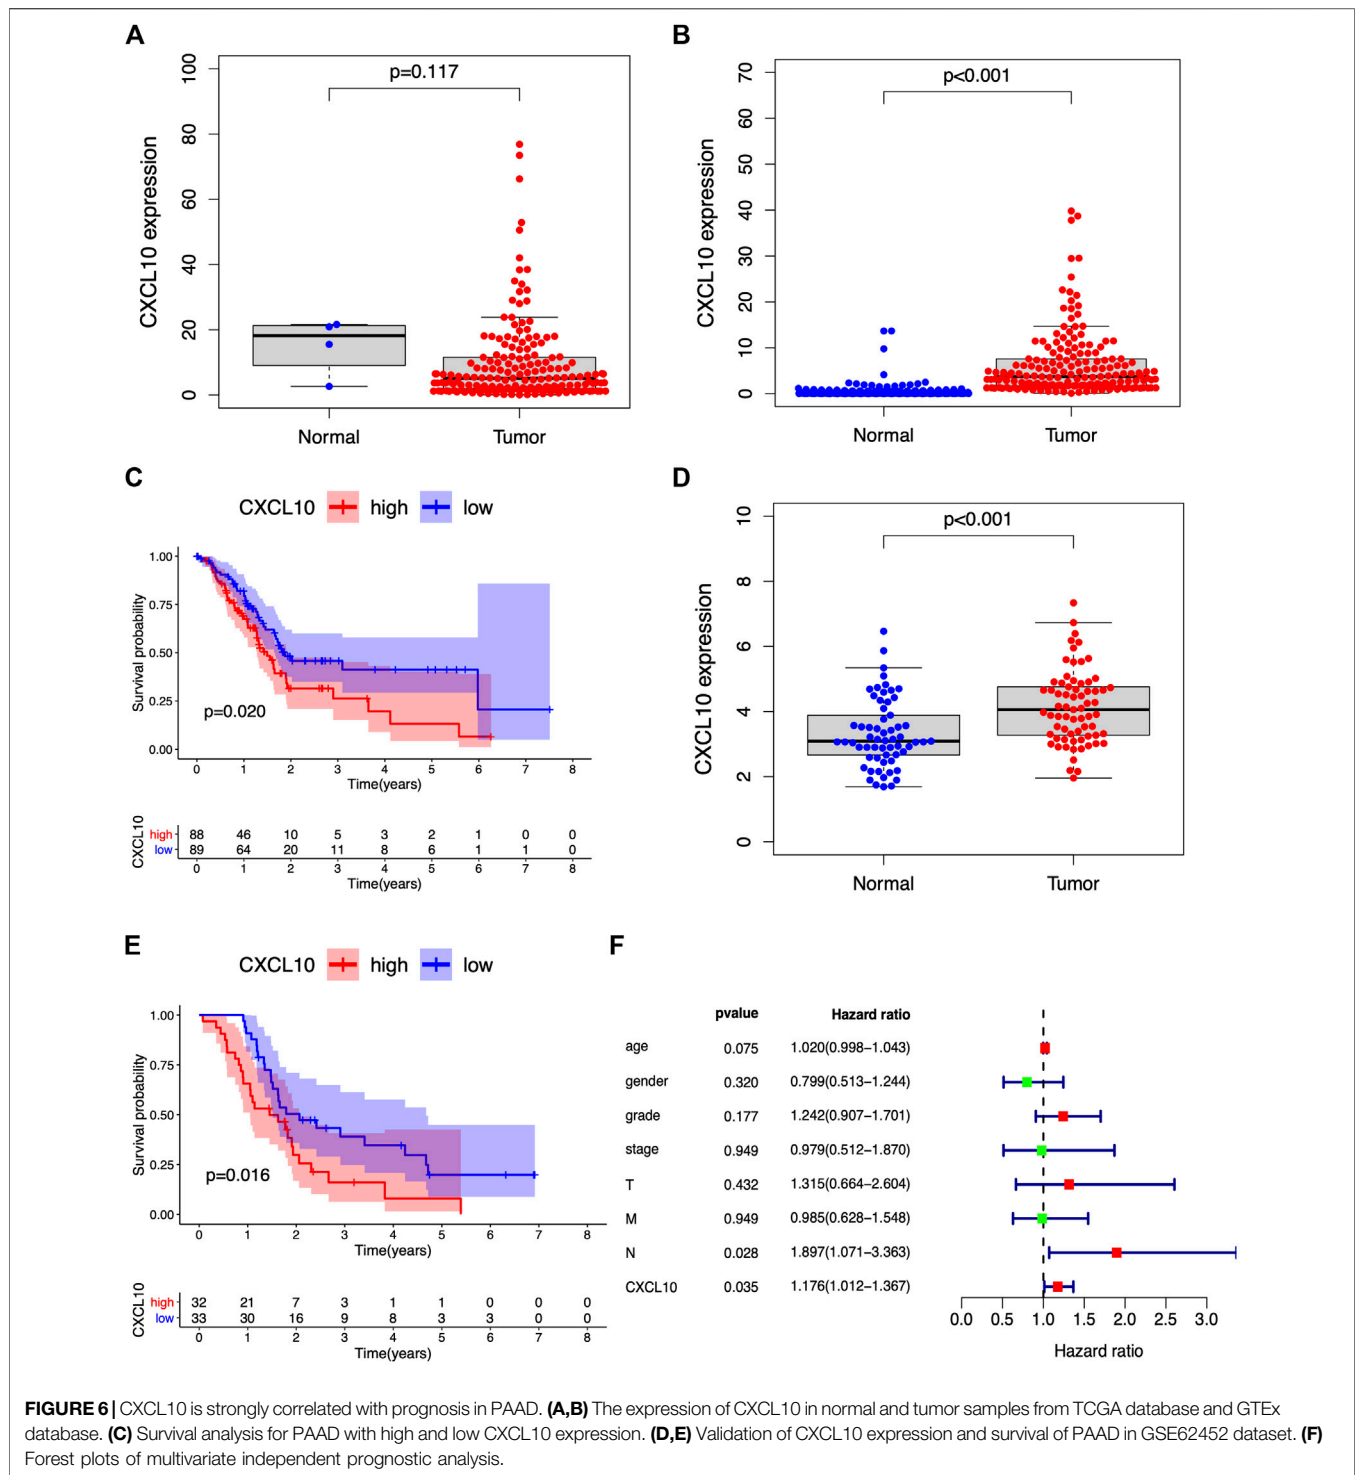 A
p=0.117
CXCL10 expression
100
80
60
40
20
0
Normal Tumor
B
p<0.001
CXCL10 expression
70
60
50
40
30
20
10
0
Normal Tumor
C
CXCL10 high low
Survival probability
1.00
0.75
0.50
0.25
0.00
p=0.020
0 1 2 3 4 5 6 7 8
Time(years)
CXCL10
high 88 46 10 5 3 2 1 0 0
low 89 64 20 11 8 6 1 1 0
0 1 2 3 4 5 6 7 8
Time(years)
D
p<0.001
CXCL10 expression
10
8
6
4
2
0
Normal Tumor
E
CXCL10 high low
Survival probability
1.00
0.75
0.50
0.25
0.00
p=0.016
0 1 2 3 4 5 6 7 8
Time(years)
CXCL10
high 32 21 7 3 1 1 0 0 0
low 33 30 16 9 8 3 3 0 0
0 1 2 3 4 5 6 7 8
Time(years)
F
pvalue Hazard ratio
age 0.075 1.020(0.998–1.043)
gender 0.320 0.799(0.513–1.244)
grade 0.177 1.242(0.907–1.701)
stage 0.949 0.979(0.512–1.870)
T 0.432 1.315(0.664–2.604)
M 0.949 0.985(0.628–1.548)
N 0.028 1.897(1.071–3.363)
CXCL10 0.035 1.176(1.012–1.367)
0.0 0.5 1.0 1.5 2.0 2.5 3.0
Hazard ratio
FIGURE 6 | CXCL10 is strongly correlated with prognosis in PAAD. (A,B) The expression of CXCL10 in normal and tumor samples from TCGA database and GTEx
database. (C) Survival analysis for PAAD with high and low CXCL10 expression. (D,E) Validation of CXCL10 expression and survival of PAAD in GSE62452 dataset. (F)
Forest plots of multivariate independent prognostic analysis.